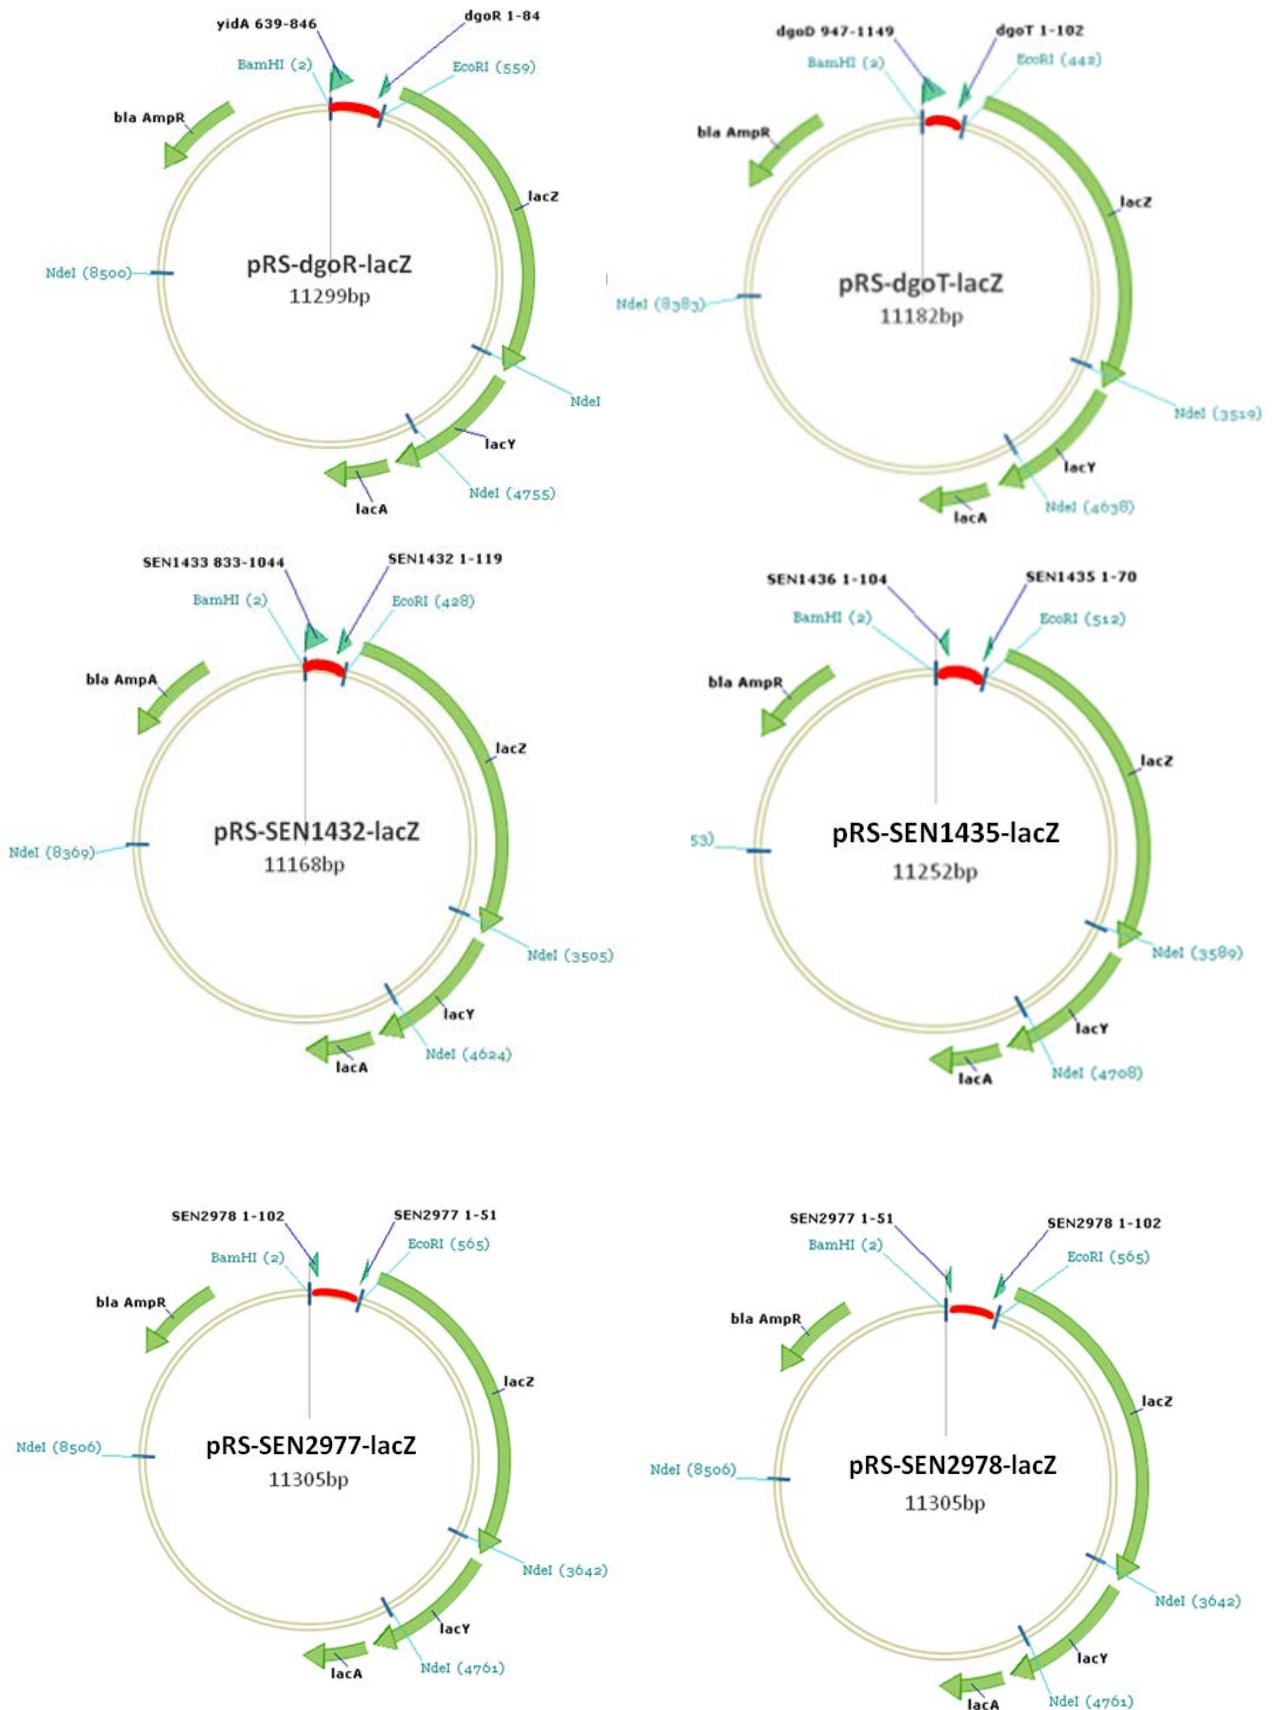 yidA 639-846
dgoR 1-84
BamHI (2)
EcoRI (559)
bla AmpR
lacZ
NdeI (8500)
pRS-dgoR-lacZ
11299bp
NdeI
lacY
NdeI (4755)
lacA
dgoD 947-1149
dgoT 1-102
BamHI (2)
EcoRI (442)
bla AmpR
lacZ
NdeI (8383)
pRS-dgoT-lacZ
11182bp
NdeI (3519)
lacY
NdeI (4638)
lacA
SEN1433 833-1044
SEN1432 1-119
BamHI (2)
EcoRI (428)
bla AmpA
lacZ
pRS-SEN1432-lacZ
NdeI (8369)
11168bp
NdeI (3505)
lacY
NdeI (4624)
lacA
SEN1436 1-104
SEN1435 1-70
BamHI (2)
EcoRI (512)
bla AmpR
lacZ
53)
pRS-SEN1435-lacZ
11252bp
NdeI (3589)
lacY
NdeI (4708)
lacA
SEN2978 1-102
SEN2977 1-51
BamHI (2)
EcoRI (565)
bla AmpR
lacZ
NdeI (8506)
pRS-SEN2977-lacZ
11305bp
NdeI (3642)
lacY
NdeI (4761)
lacA
SEN2977 1-51
SEN2978 1-102
BamHI (2)
EcoRI (565)
bla AmpR
lacZ
NdeI (8506)
pRS-SEN2978-lacZ
11305bp
NdeI (3642)
lacY
NdeI (4761)
lacA